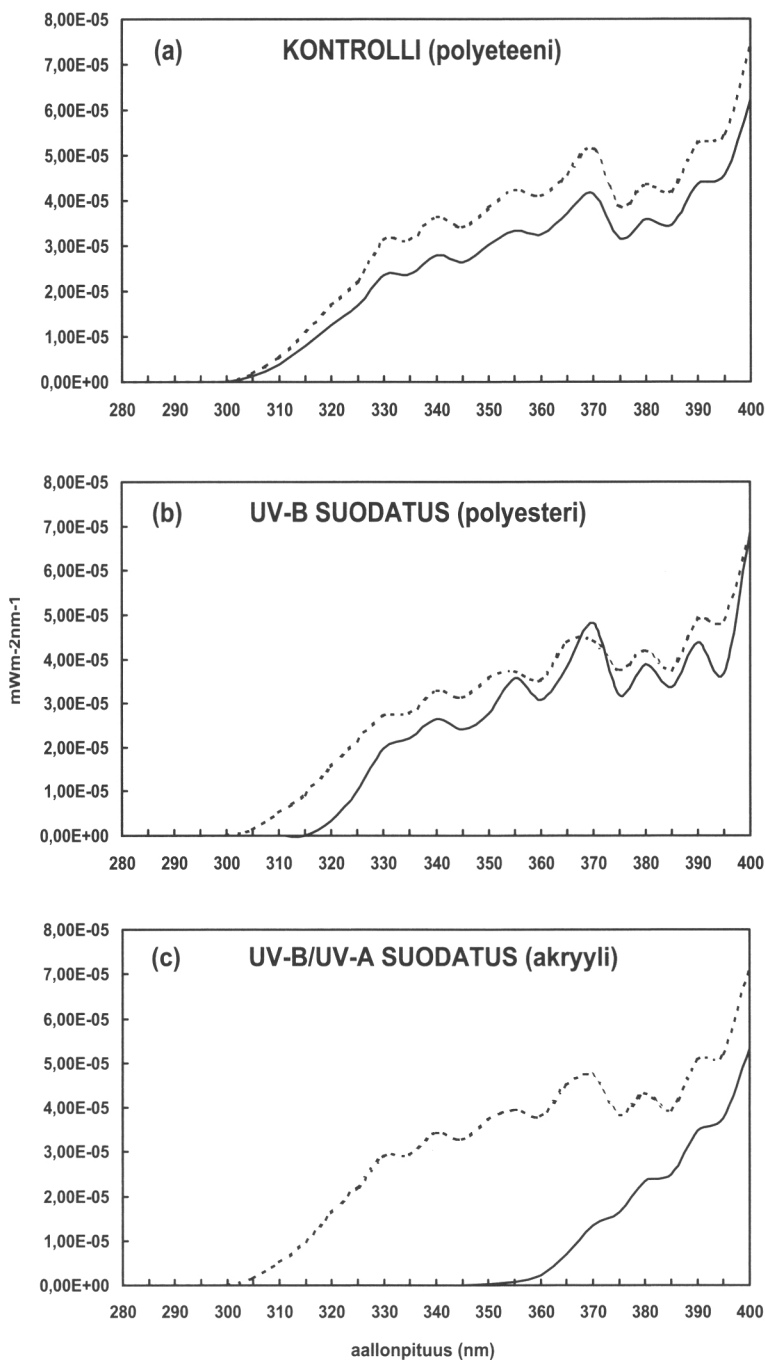 8,00E-05
(a) KONTROLLI (polyeteeni)
7,00E-05
6,00E-05
5,00E-05
4,00E-05
3,00E-05
2,00E-05
1,00E-05
0,00E+00
280 290 300 310 320 330 340 350 360 370 380 390 400
8,00E-05
(b) UV-B SUODATUS (polyesteri)
7,00E-05
6,00E-05
5,00E-05
4,00E-05
3,00E-05
2,00E-05
1,00E-05
0,00E+00
280 290 300 310 320 330 340 350 360 370 380 390 400
mWm-2nm-1
8,00E-05
(c) UV-B/UV-A SUODATUS (akryyli)
7,00E-05
6,00E-05
5,00E-05
4,00E-05
3,00E-05
2,00E-05
1,00E-05
0,00E+00
280 290 300 310 320 330 340 350 360 370 380 390 400
aallonpituus (nm)